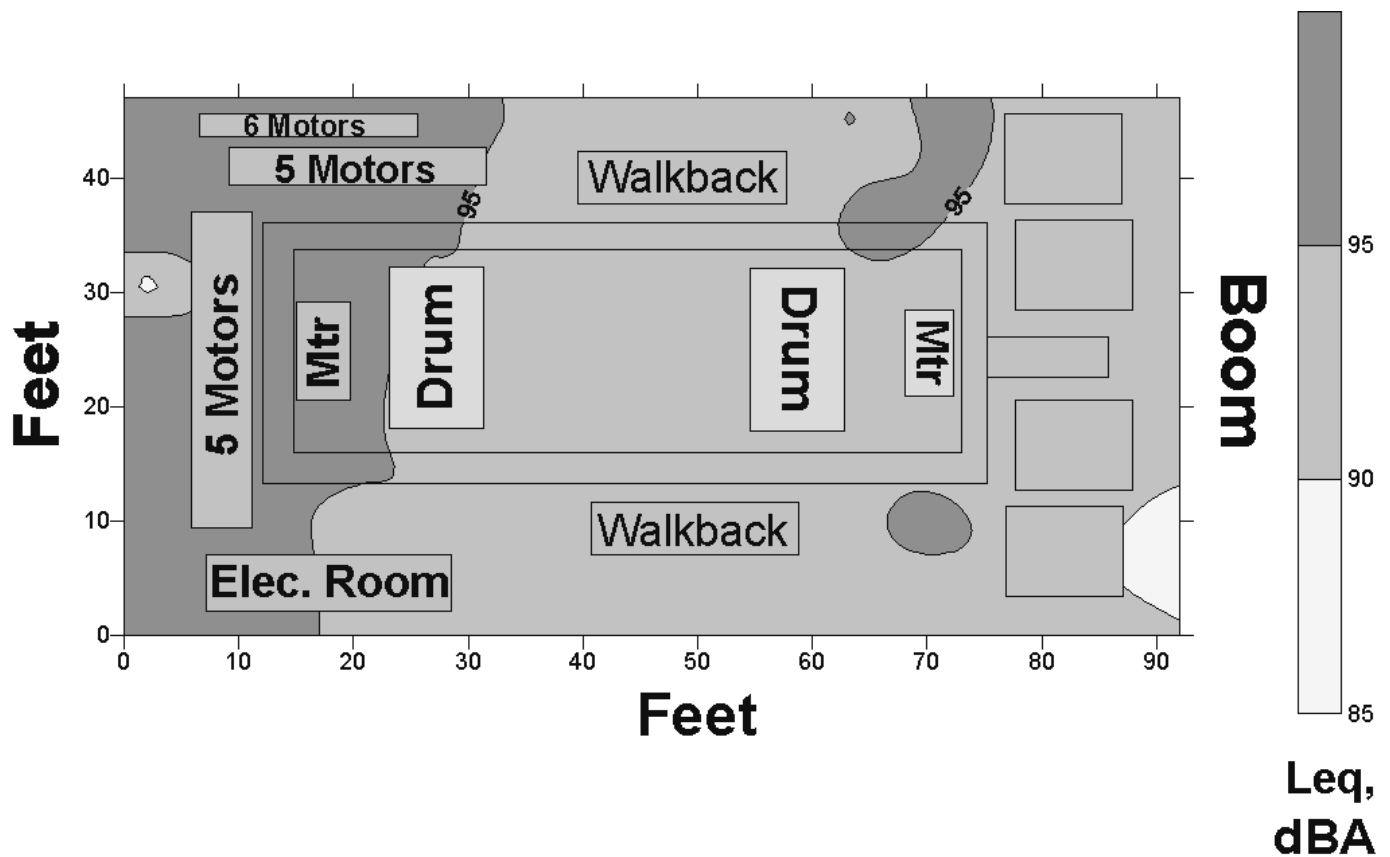 6 Motors
5 Motors
Walkback
95
95
95
40
30
20
10
0
Feet
5 Motors
Mtr
Drum
Drum
Mtr
Boom
90
Walkback
Elec. Room
85
0 10 20 30 40 50 60 70 80 90
Feet
Leq,
dBA